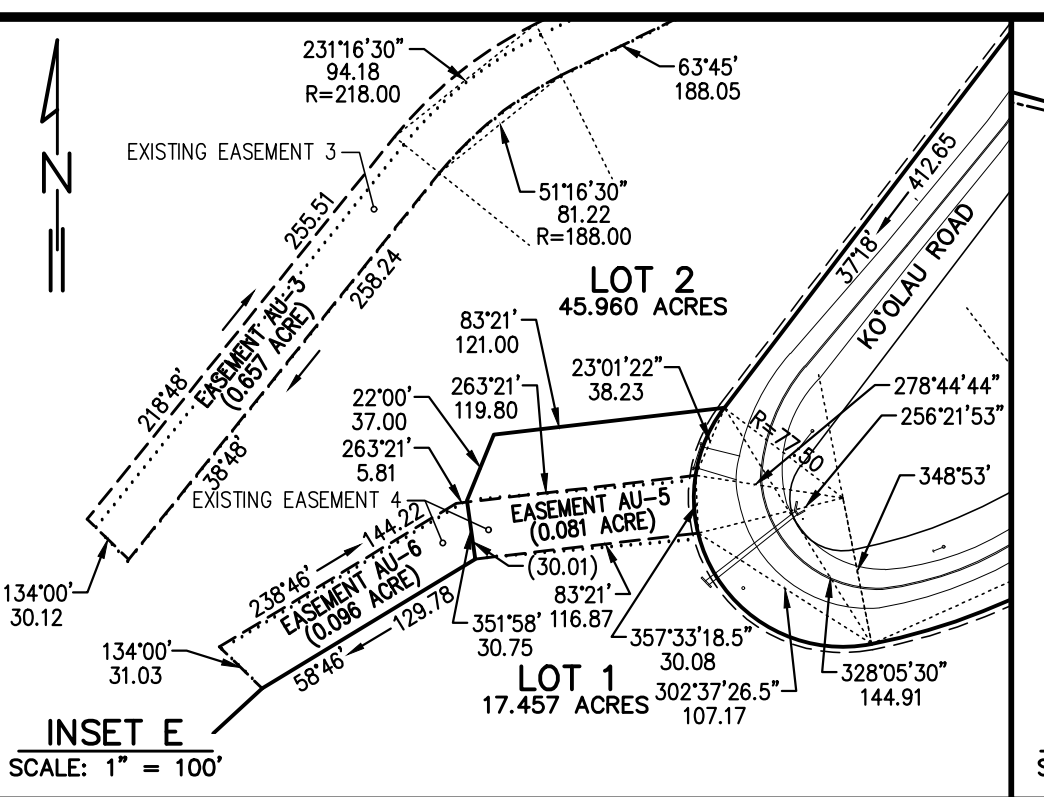 231°16'30"
94.18
R=218.00
63°45'
188.05
EXISTING EASEMENT 3
N
51°16'30"
81.22
R=188.00
255.51
258.24
EASEMENT AU-3
(0.657 ACRE)
218°48'
38°48'
134°00'
30.12
LOT 2
45.960 ACRES
412.65
37°18'
KO'OLAU ROAD
83°21'
121.00
23°01'22"
38.23
263°21'
119.80
22°00'
37.00
263°21'
5.81
278°44'44"
256°21'53"
R=77.50
348°53'
EXISTING EASEMENT 4
EASEMENT AU-5
(0.081 ACRE)
144.22
238°46'
EASEMENT AU-6
(0.096 ACRE)
(30.01)
83°21'
116.87
129.78
58°46'
351°58'
30.75
357°33'18.5"
30.08
134°00'
31.03
LOT 1
17.457 ACRES
302°37'26.5"
107.17
328°05'30"
144.91
INSET E
SCALE: 1" = 100'